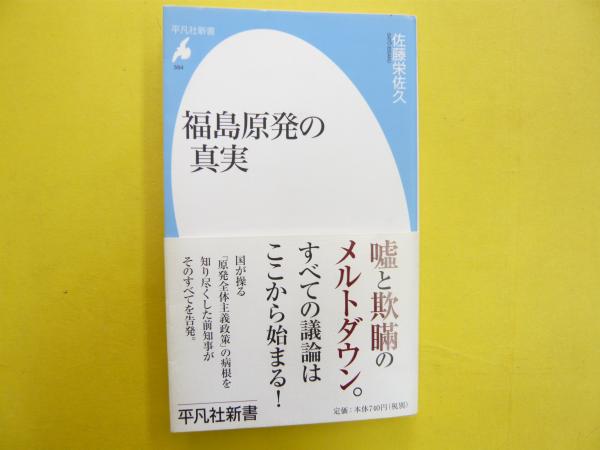 平凡社新書
594
佐藤栄佐久
福島原発の
真実
嘘と欺瞞の
メルトダウン。
すべての議論は
ここから始まる!
国が操る
「原発全体主義政策」の病根を
知り尽くした前知事が
そのすべてを告発。
平凡社新書
定価:本体740円(税別)